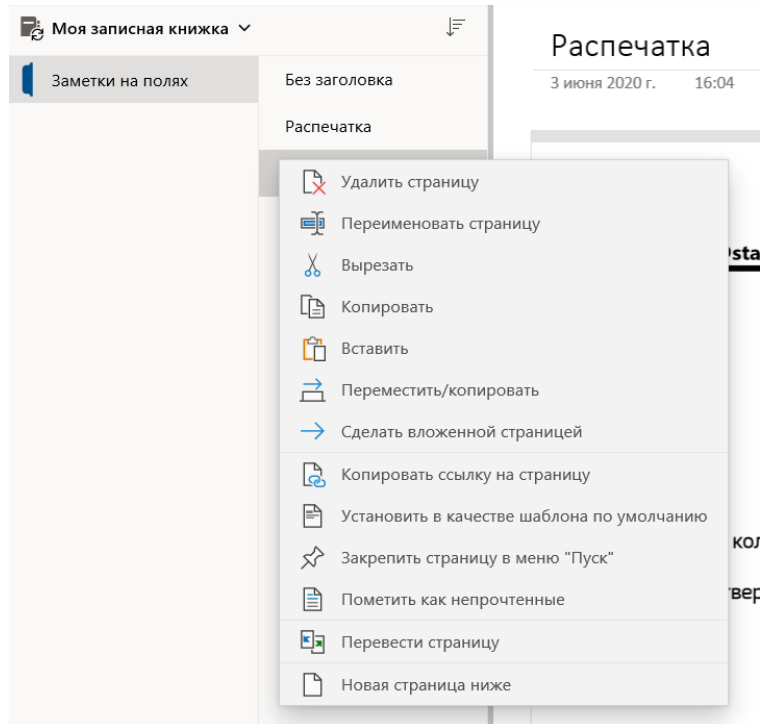 Моя записная книжка
Заметки на полях
Без заголовка
Распечатка
Распечатка
3 июня 2020 г. 16:04
Удалить страницу
Переименовать страницу
Вырезать
Копировать
Вставить
Переместить/копировать
Сделать вложенной страницей
Копировать ссылку на страницу
Установить в качестве шаблона по умолчанию
Закрепить страницу в меню "Пуск"
Пометить как непрочтенные
Перевести страницу
Новая страница ниже